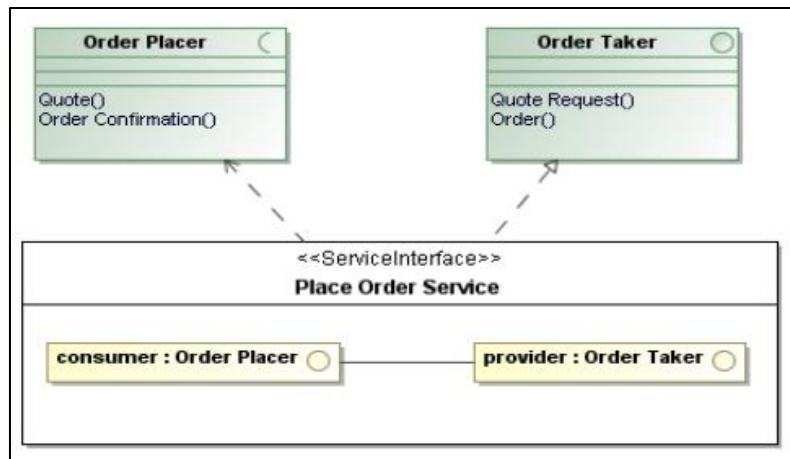 Order Placer
Quote()
Order Confirmation()
Order Taker
Quote Request()
Order()
<<ServiceInterface>>
Place Order Service
consumer : Order Placer
provider : Order Taker